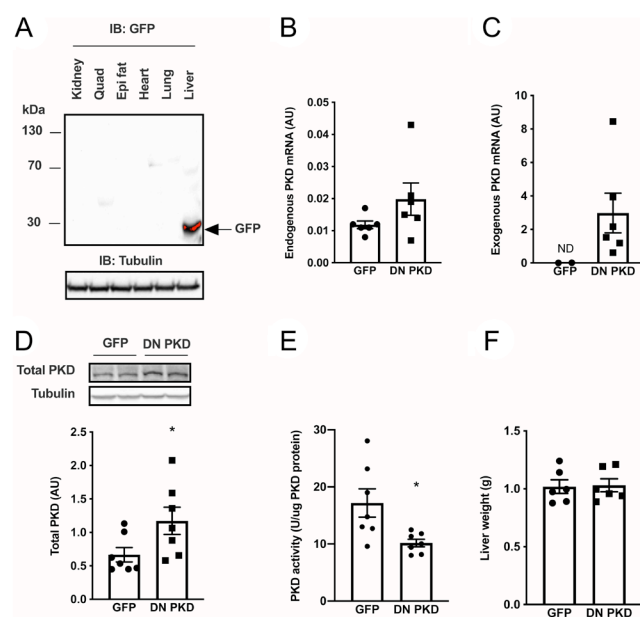 A
IB: GFP
Kidney
Quad
Epi fat
Heart
Lung
Liver
kDa
130
70
30
GFP
IB: Tubulin
B
Endogenous PKD mRNA (AU)
0.05
0.04
0.03
0.02
0.01
0.00
GFP DN PKD
C
Exogenous PKD mRNA (AU)
10
8
6
4
2
0
ND
GFP DN PKD
D
GFP DN PKD
Total PKD
Tubulin
Total PKD (AU)
2.5
2.0
1.5
1.0
0.5
0.0
*
GFP DN PKD
E
PKD activity (U/ug PKD protein)
30
20
10
0
*
GFP DN PKD
F
Liver weight (g)
1.5
1.0
0.5
0.0
GFP DN PKD